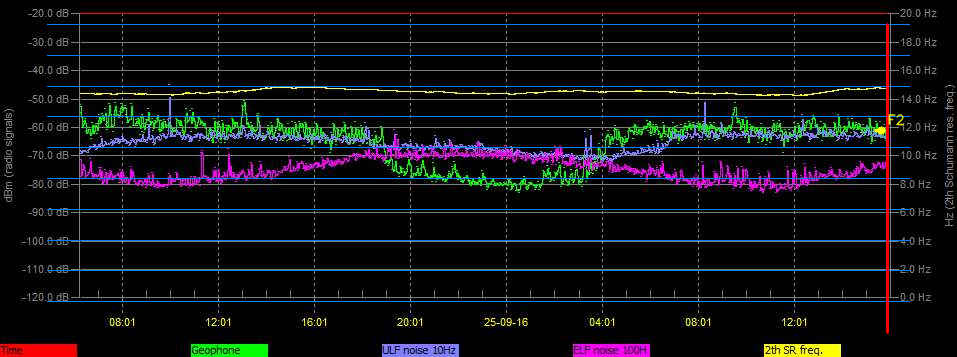 -20.0 dB 20.0 Hz
-30.0 dB 18.0 Hz
-40.0 dB 16.0 Hz
-50.0 dB 14.0 Hz
-60.0 dB F2 12.0 Hz
-70.0 dB 10.0 Hz
-80.0 dB 8.0 Hz
-90.0 dB 6.0 Hz
-100.0 dB 4.0 Hz
-110.0 dB 2.0 Hz
-120.0 dB 0.0 Hz
dBm (radio signals)
Hz (2th Schumann res. freq.)
08:01 12:01 16:01 20:01 25-09-16 04:01 08:01 12:01
Time Geophone ULF noise 10Hz ELF noise 100H 2th SR freq.